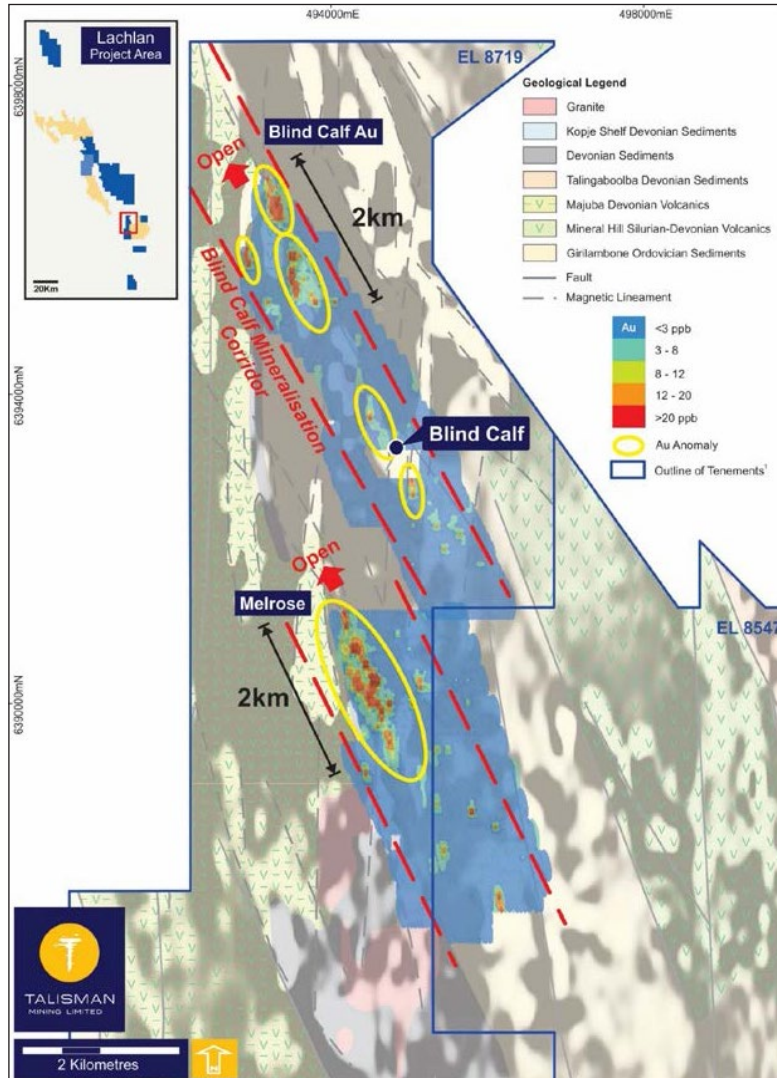 494000mE
498000mE
Lachlan
Project Area
20Km
EL 8719
6398000mN
Geological Legend
Granite
Kopje Shelf Devonian Sediments
Devonian Sediments
Talingaboolba Devonian Sediments
Majuba Devonian Volcanics
Mineral Hill Silurian-Devonian Volcanics
Girilambone Ordovician Sediments
Fault
Magnetic Lineament
Au
<3 ppb
3 - 8
8 - 12
12 - 20
>20 ppb
Au Anomaly
Outline of Tenements¹
Blind Calf Au
Open
2km
Blind Calf Mineralisation
Corridor
6394000mN
Blind Calf
Open
Melrose
EL 8547
2km
6390000mN
TALISMAN
MINING LIMITED
2 Kilometres